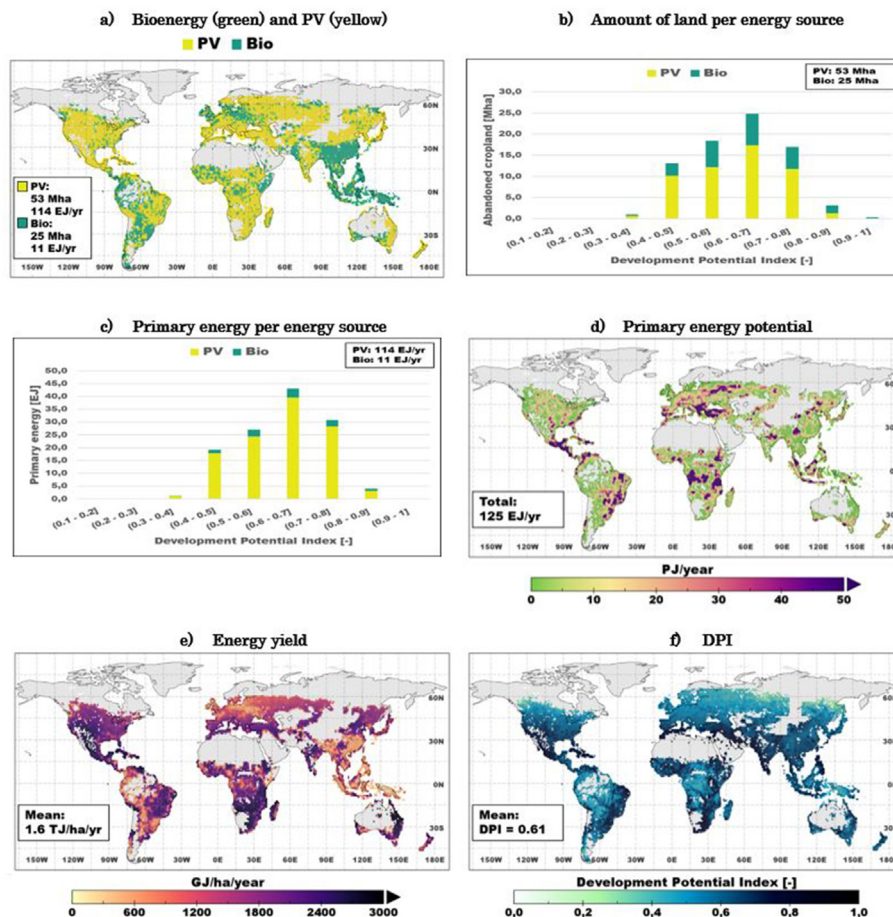 a) Bioenergy (green) and PV (yellow)
PV Bio
60N
30N
0N
30S
PV:
53 Mha
114 EJ/yr
Bio:
25 Mha
11 EJ/yr
150W 120W 90W 60W 30W 0E 30E 60E 90E 120E 150E 180E
b) Amount of land per energy source
PV Bio
PV: 53 Mha
Bio: 25 Mha
Abandoned cropland [Mha]
30,0
25,0
20,0
15,0
10,0
5,0
0,0
(0.1 - 0.2] (0.2 - 0.3] (0.3 - 0.4] (0.4 - 0.5] (0.5 - 0.6] (0.6 - 0.7] (0.7 - 0.8] (0.8 - 0.9] (0.9 - 1]
Development Potential Index [-]
c) Primary energy per energy source
PV Bio
PV: 114 EJ/yr
Bio: 11 EJ/yr
Primary energy [EJ]
50,0
45,0
40,0
35,0
30,0
25,0
20,0
15,0
10,0
5,0
0,0
(0.1 - 0.2] (0.2 - 0.3] (0.3 - 0.4] (0.4 - 0.5] (0.5 - 0.6] (0.6 - 0.7] (0.7 - 0.8] (0.8 - 0.9] (0.9 - 1]
Development Potential Index [-]
d) Primary energy potential
60N
30N
0N
30S
Total:
125 EJ/yr
150W 120W 90W 60W 30W 0E 30E 60E 90E 120E 150E 180E
PJ/year
0 10 20 30 40 50
e) Energy yield
60N
30N
0N
30S
Mean:
1.6 TJ/ha/yr
150W 120W 90W 60W 30W 0E 30E 60E 90E 120E 150E 180E
GJ/ha/year
0 600 1200 1800 2400 3000
f) DPI
60N
30N
0N
30S
Mean:
DPI = 0.61
150W 120W 90W 60W 30W 0E 30E 60E 90E 120E 150E 180E
Development Potential Index [-]
0,0 0,2 0,4 0,6 0,8 1,0